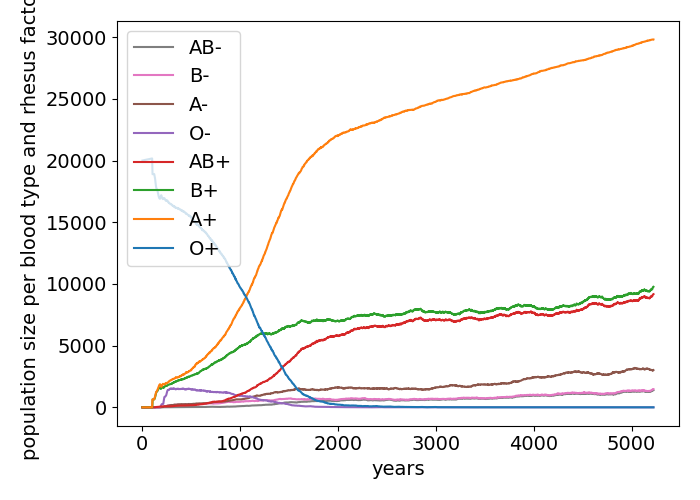 population size per blood type and rhesus facto
30000
25000
20000
15000
10000
5000
0
AB-
B-
A-
O-
AB+
B+
A+
O+
0 1000 2000 3000 4000 5000
years